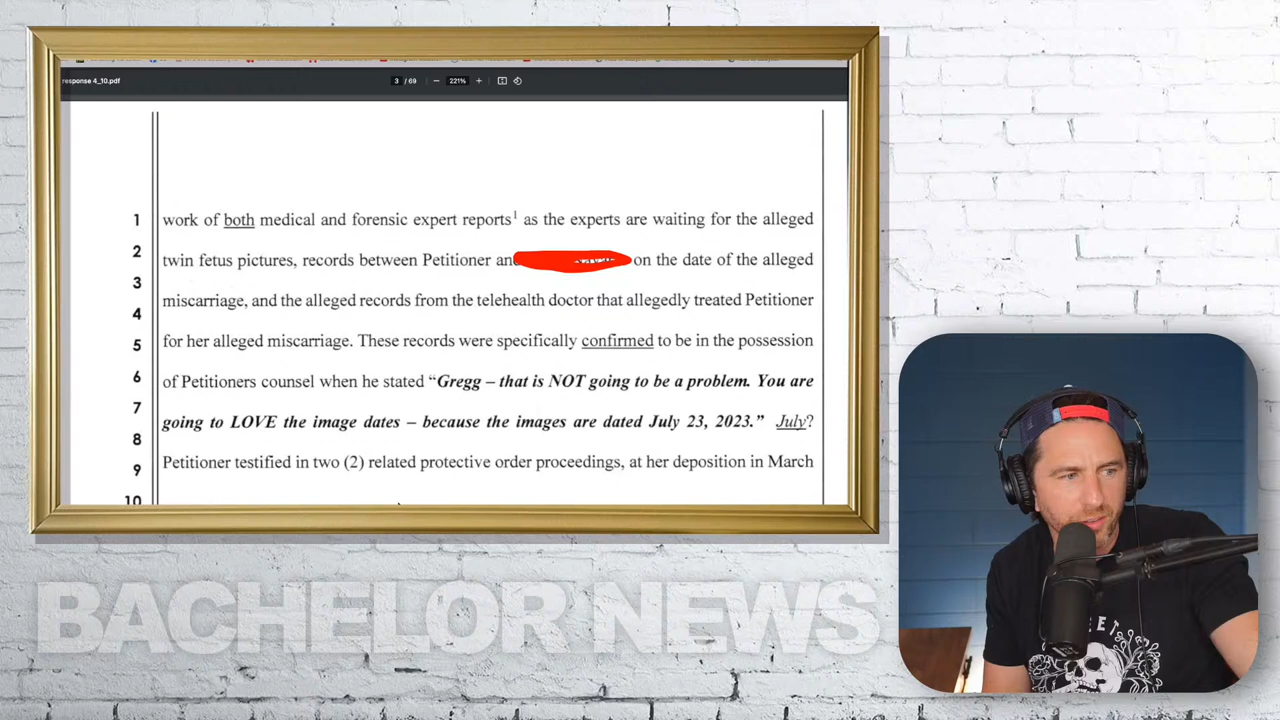 response 4_10.pdf
3 / 69
221%
1 work of both medical and forensic expert reports¹ as the experts are waiting for the alleged
2 twin fetus pictures, records between Petitioner an on the date of the alleged
3
miscarriage, and the alleged records from the telehealth doctor that allegedly treated Petitioner
4
5 for her alleged miscarriage. These records were specifically confirmed to be in the possession
6 of Petitioners counsel when he stated “Gregg – that is NOT going to be a problem. You are
7
going to LOVE the image dates – because the images are dated July 23, 2023.” July?
8
9 Petitioner testified in two (2) related protective order proceedings, at her deposition in March
10
BACHELOR NEWS